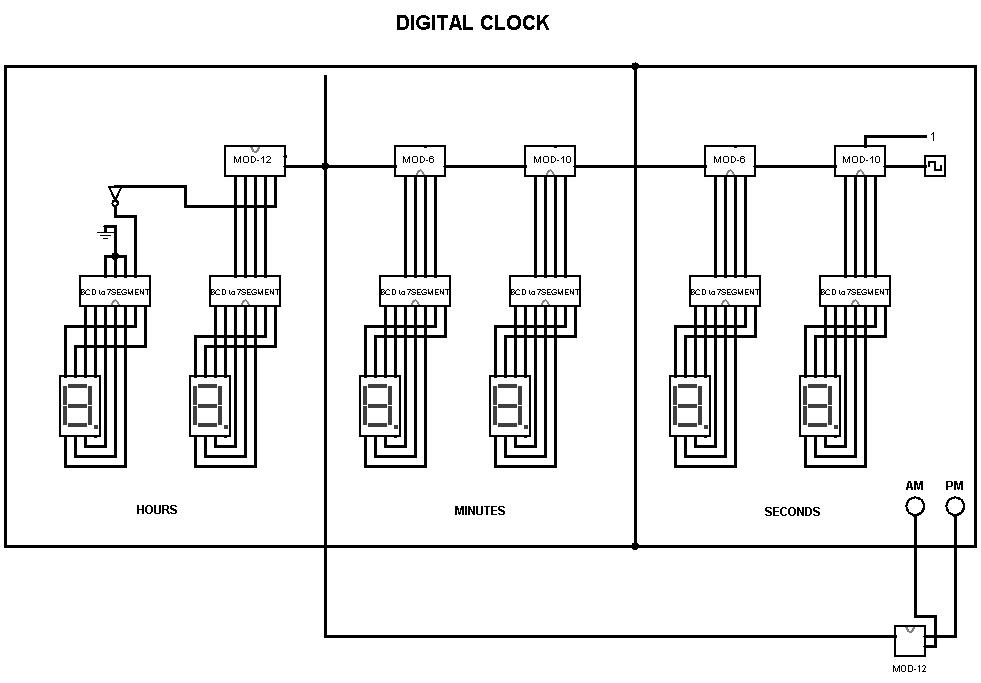 DIGITAL CLOCK
1
MOD-12
MOD-6
MOD-10
MOD-6
MOD-10
BCD to 7SEGMENT
BCD to 7SEGMENT
BCD to 7SEGMENT
BCD to 7SEGMENT
BCD to 7SEGMENT
BCD to 7SEGMENT
AM
PM
HOURS
MINUTES
SECONDS
MOD-12